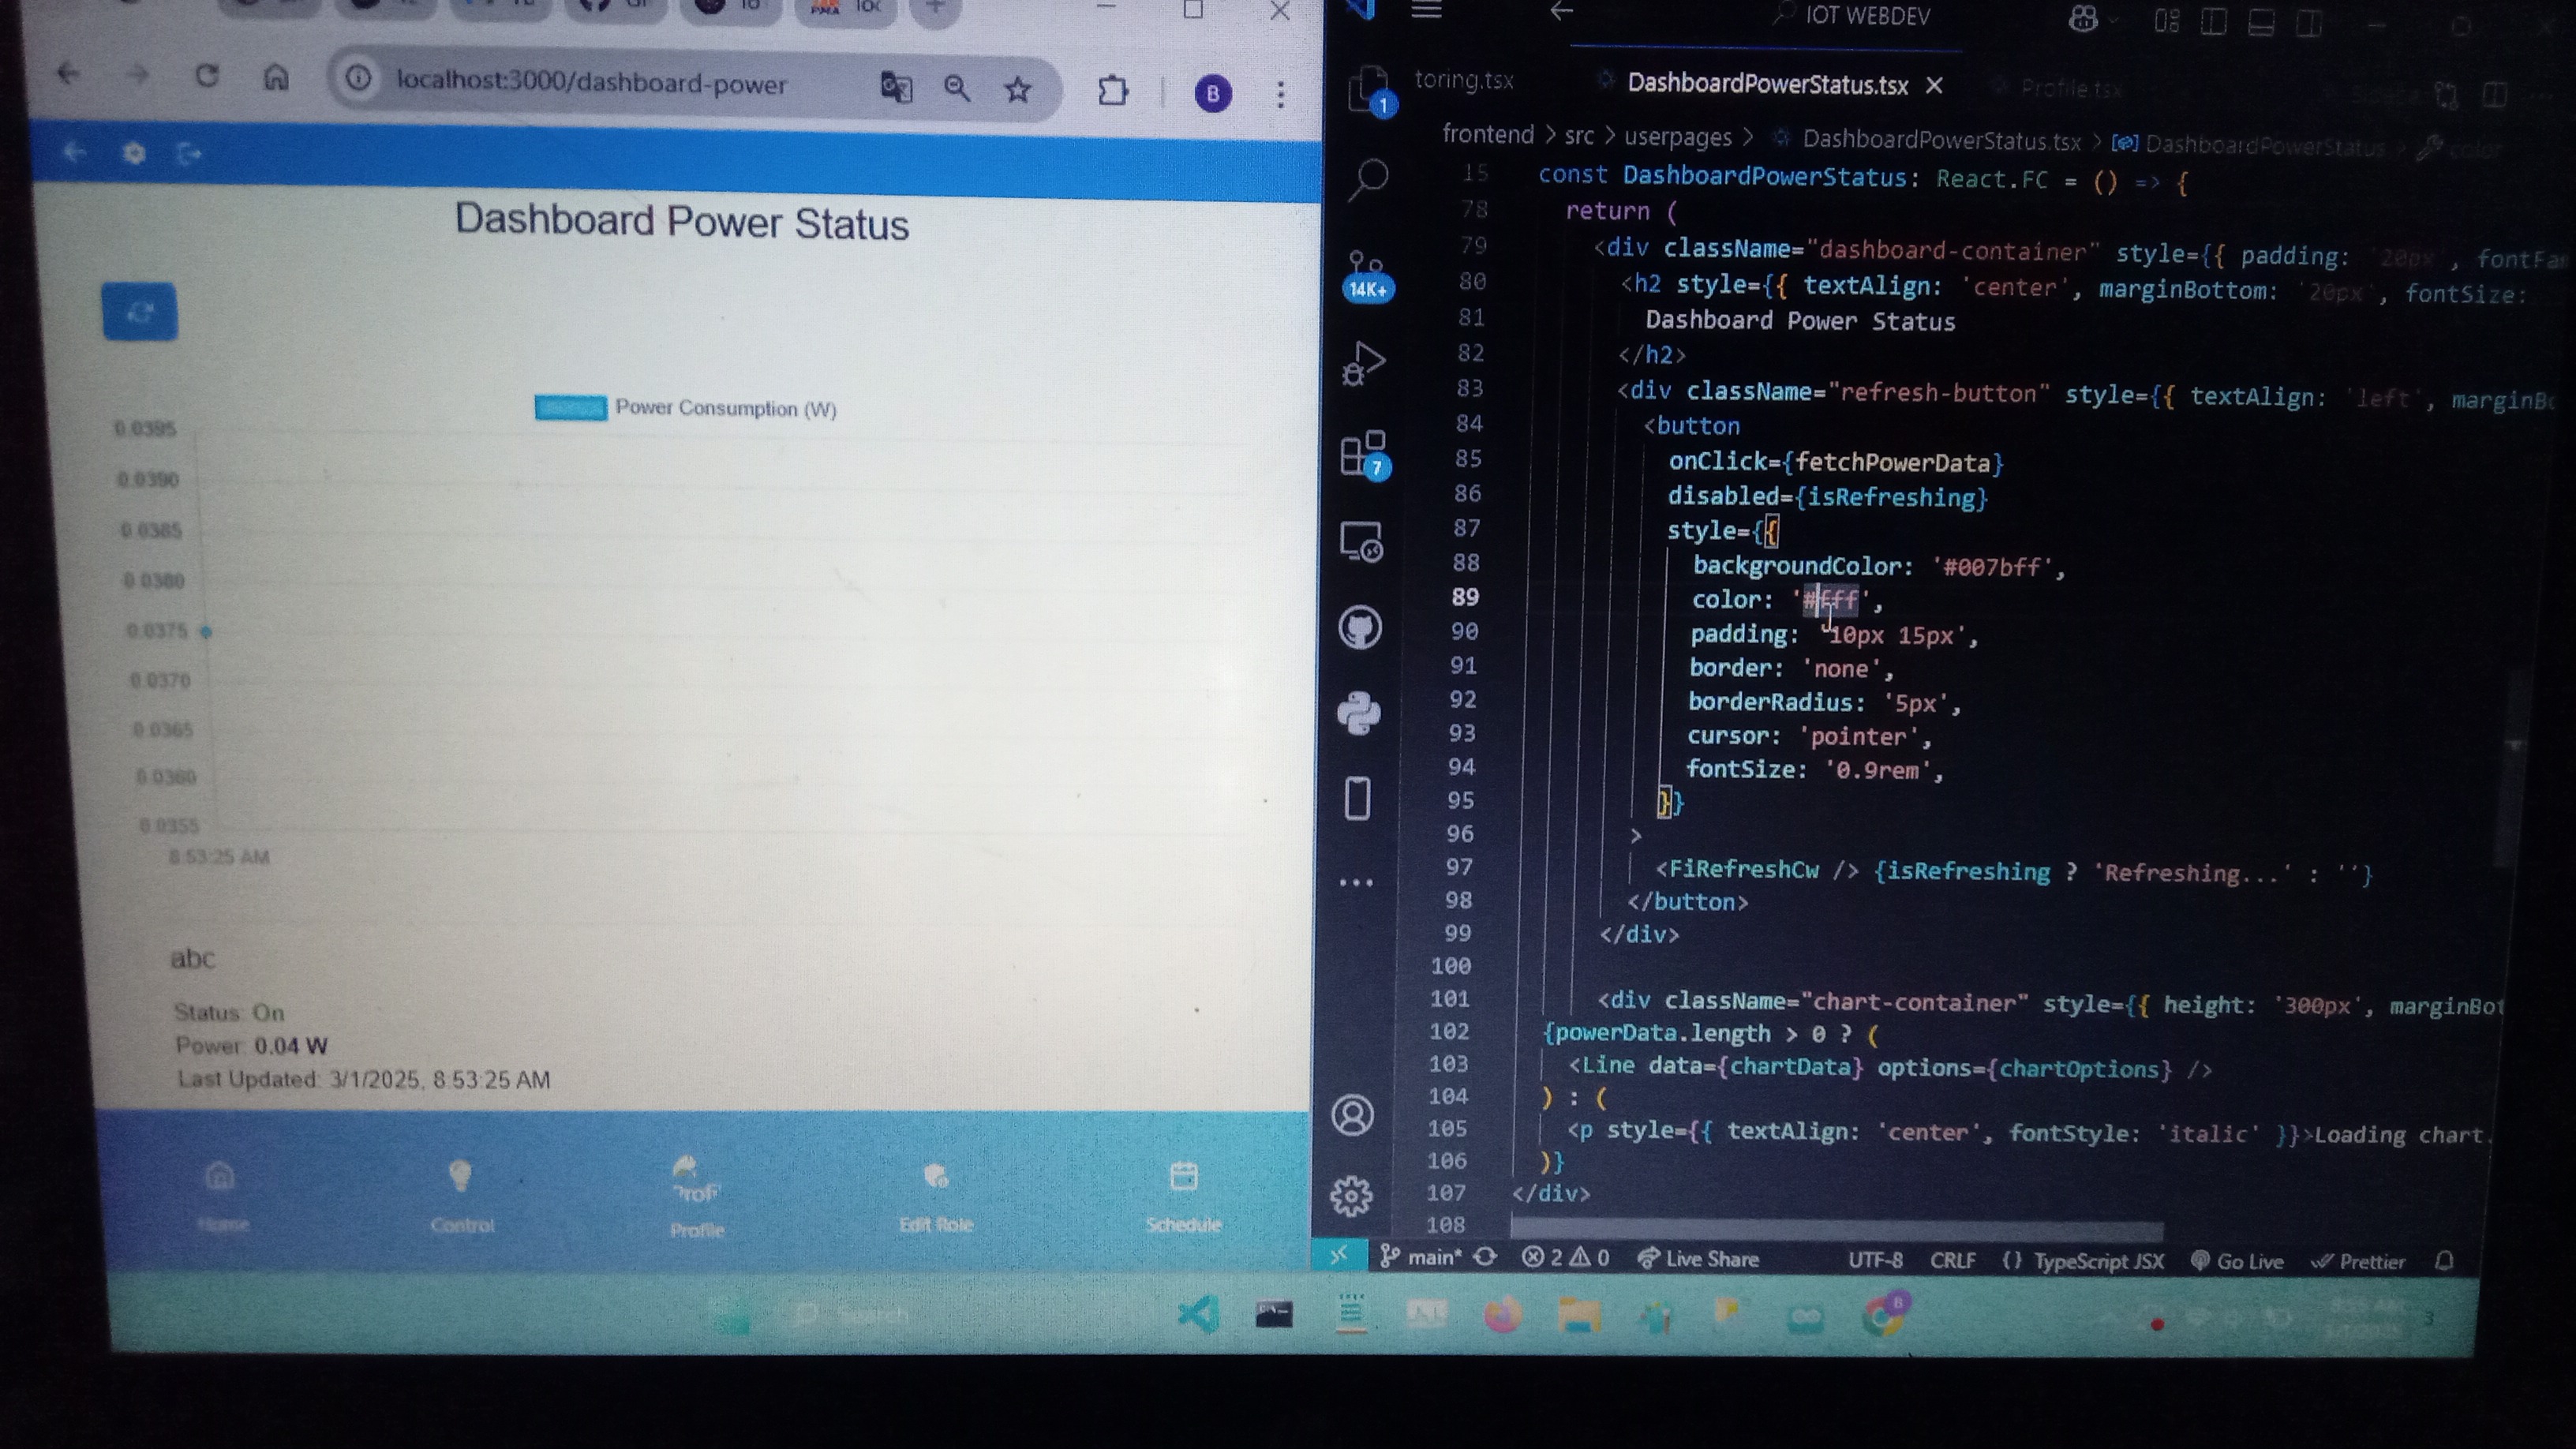 localhost:3000/dashboard-power
B
Dashboard Power Status
Power Consumption (W)
0.0395
0.0390
0.0385
0.0380
0.0375
0.0370
0.0365
0.0360
0.0355
8:53:25 AM
abc
Status: On
Power: 0.04 W
Last Updated: 3/1/2025, 8:53:25 AM
Home
Control
Profile
Edit Role
Schedule
Search
IOT WEBDEV
toring.tsx
DashboardPowerStatus.tsx
Profile.tsx
frontend > src > userpages > DashboardPowerStatus.tsx > DashboardPowerStatus > color
1
14K+
7
15 const DashboardPowerStatus: React.FC = () => {
78 return (
79 <div className="dashboard-container" style={{ padding: '20px', fontFa
80 <h2 style={{ textAlign: 'center', marginBottom: '20px', fontSize:
81 Dashboard Power Status
82 </h2>
83 <div className="refresh-button" style={{ textAlign: 'left', marginBo
84 <button
85 onClick={fetchPowerData}
86 disabled={isRefreshing}
87 style={{
88 backgroundColor: '#007bff',
89 color: '#fff',
90 padding: '10px 15px',
91 border: 'none',
92 borderRadius: '5px',
93 cursor: 'pointer',
94 fontSize: '0.9rem',
95 }}
96 >
97 <FiRefreshCw /> {isRefreshing ? 'Refreshing...' : ''}
98 </button>
99 </div>
100
101 <div className="chart-container" style={{ height: '300px', marginBot
102 {powerData.length > 0 ? (
103 <Line data={chartData} options={chartOptions} />
104 ) : (
105 <p style={{ textAlign: 'center', fontStyle: 'italic' }}>Loading chart.
106 )}
107 </div>
108
main* 2 0 Live Share UTF-8 CRLF {} TypeScript JSX Go Live Prettier